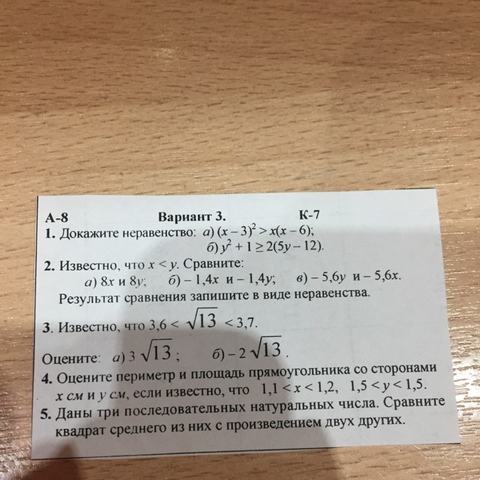 А-8 Вариант 3. К-7
1. Докажите неравенство: а) (x – 3)² > x(x – 6);
б) y² + 1 ≥ 2(5y – 12).
2. Известно, что x < y. Сравните:
а) 8x и 8y; б) – 1,4x и – 1,4y; в) – 5,6y и – 5,6x.
Результат сравнения запишите в виде неравенства.
3. Известно, что 3,6 < √13 < 3,7.
Оцените: а) 3 √13 ; б) – 2 √13 .
4. Оцените периметр и площадь прямоугольника со сторонами
x см и y см, если известно, что 1,1 < x < 1,2, 1,5 < y < 1,5.
5. Даны три последовательных натуральных числа. Сравните
квадрат среднего из них с произведением двух других.